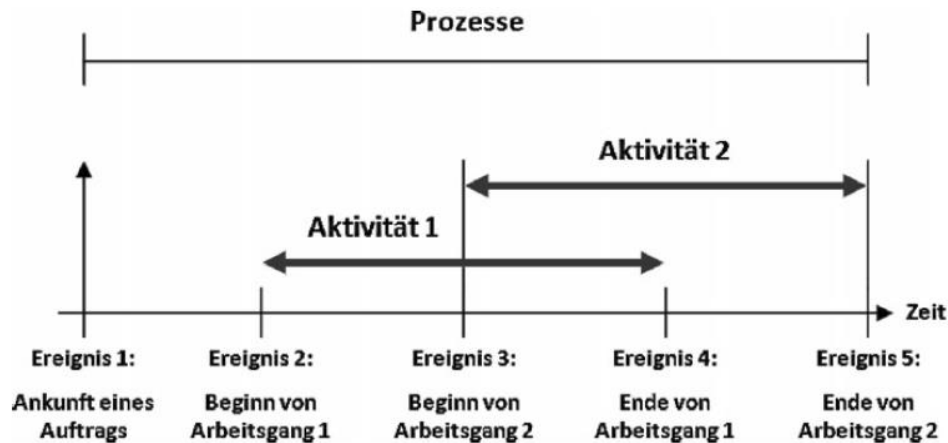 Prozesse
Aktivität 2
Aktivität 1
Zeit
Ereignis 1:
Ankunft eines
Auftrags
Ereignis 2:
Beginn von
Arbeitsgang 1
Ereignis 3:
Beginn von
Arbeitsgang 2
Ereignis 4:
Ende von
Arbeitsgang 1
Ereignis 5:
Ende von
Arbeitsgang 2